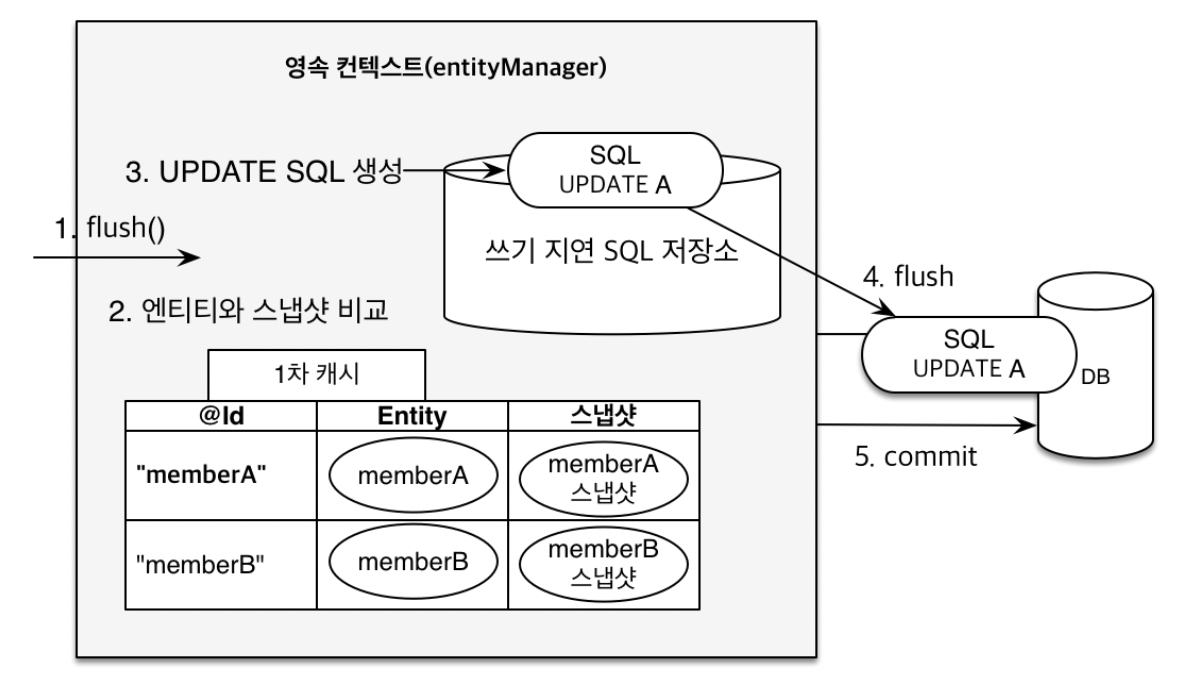 영속 컨텍스트(entityManager)
3. UPDATE SQL 생성
SQL
UPDATE A
1. flush()
쓰기 지연 SQL 저장소
4. flush
2. 엔티티와 스냅샷 비교
SQL
UPDATE A
DB
1차 캐시
@Id
Entity
스냅샷
5. commit
"memberA"
memberA
memberA
스냅샷
"memberB"
memberB
memberB
스냅샷